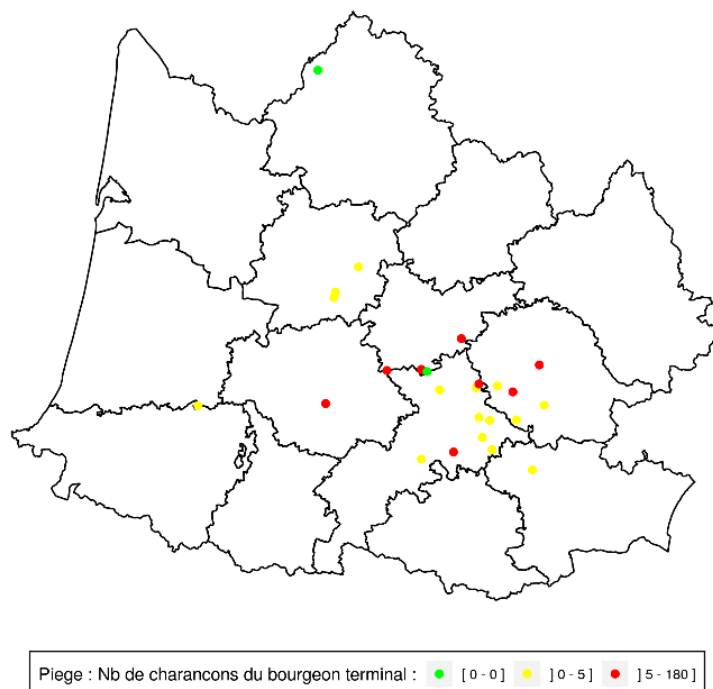 Piege : Nb de charancons du bourgeon terminal : [ 0 - 0 ] ] 0 - 5 ] ] 5 - 180 ]